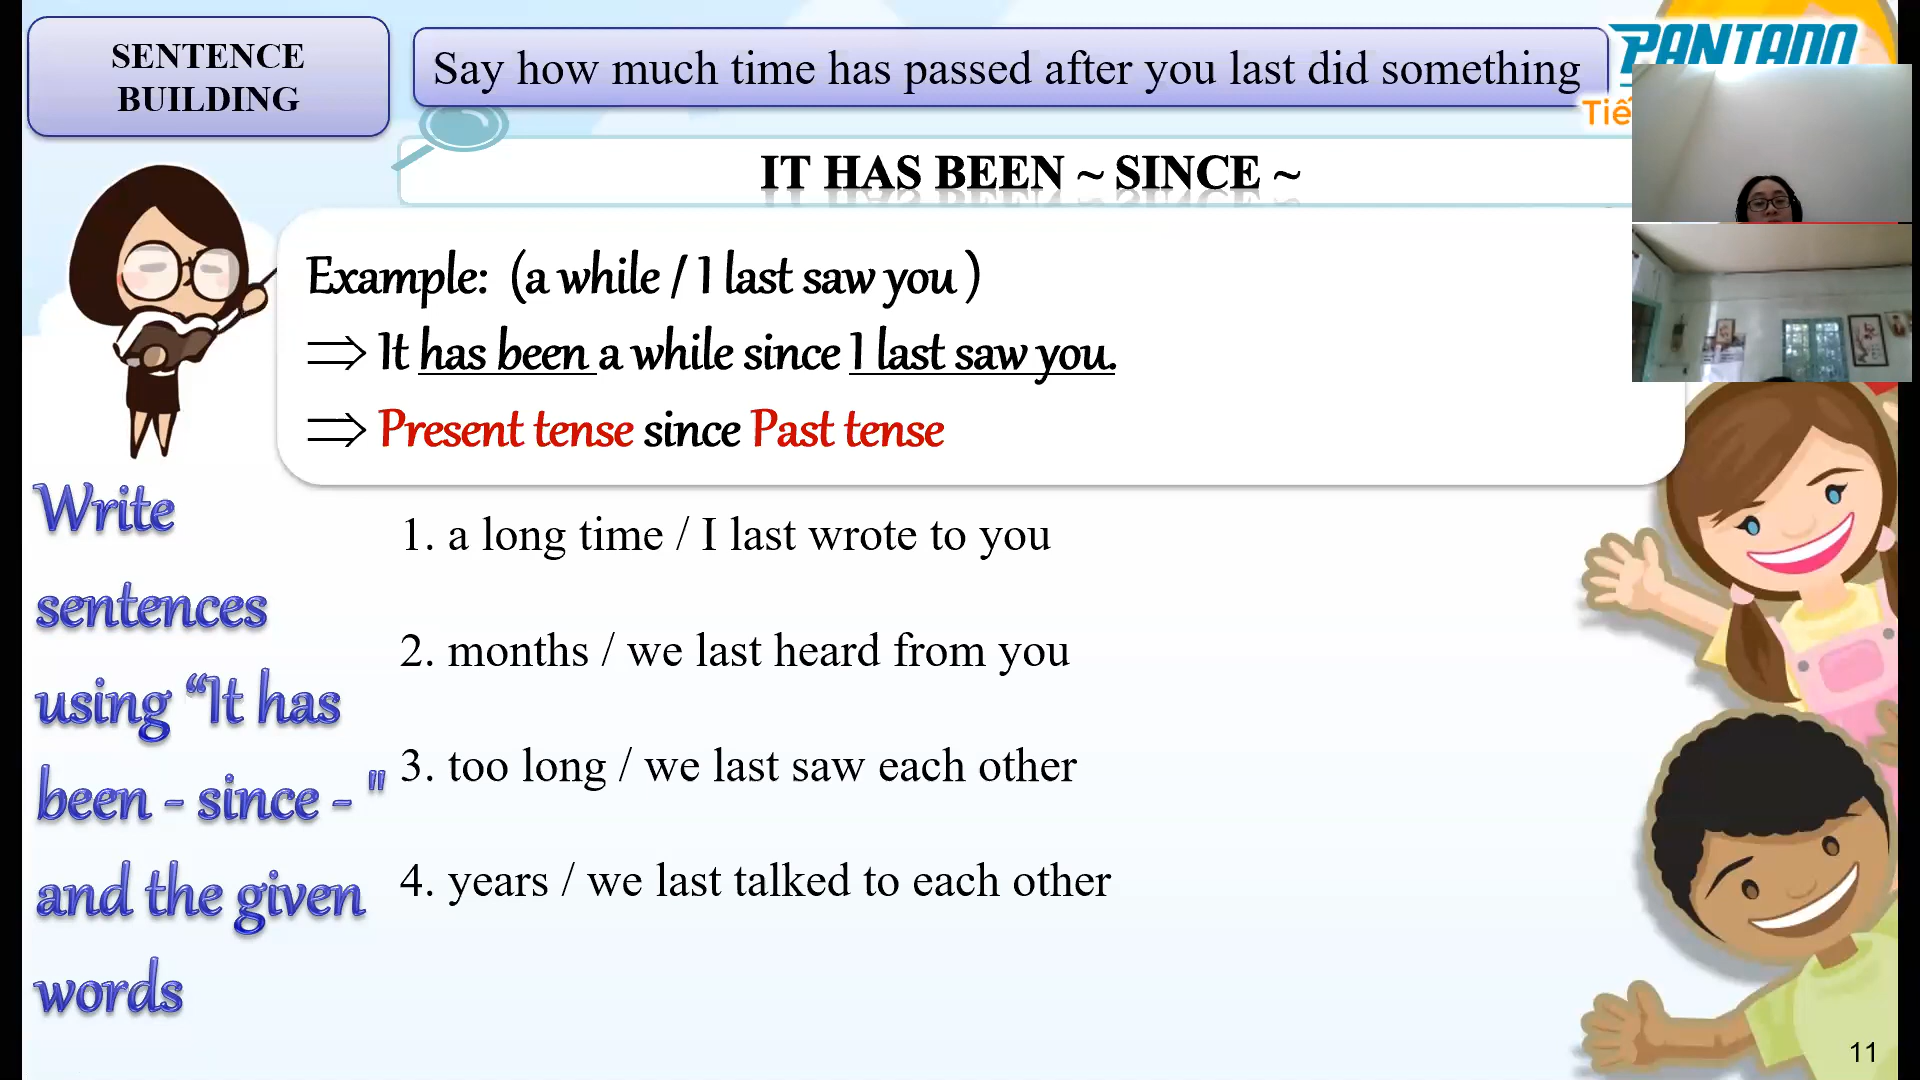 SENTENCE
BUILDING
Say how much time has passed after you last did something
PANTADO
IT HAS BEEN ~ SINCE ~
Example: (a while / I last saw you )
⇒ It has been a while since I last saw you.
⇒ Present tense since Past tense
Write
sentences
using “It has
been - since - "
and the given
words
1. a long time / I last wrote to you
2. months / we last heard from you
3. too long / we last saw each other
4. years / we last talked to each other
11